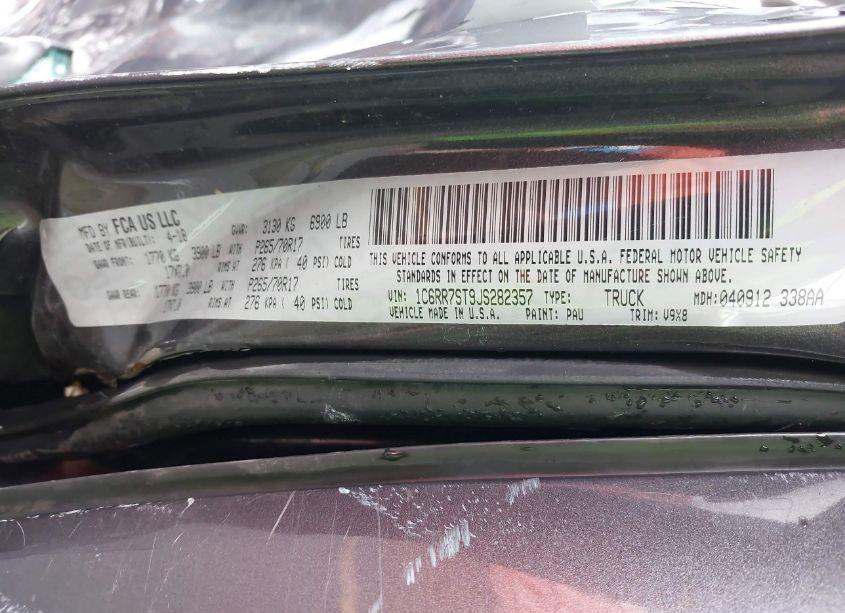 MFD BY FCA US LLC
DATE OF MFR(BUILT): 4-18 GVWR: 3130 KG 6900 LB
GAWR FRONT: 1770 KG 3900 LB WITH P265/70R17 TIRES
17X7.0 RIMS AT 276 KPA ( 40 PSI) COLD
GAWR REAR: 1770 KG 3900 LB WITH P265/70R17 TIRES
17X7.0 RIMS AT 276 KPA ( 40 PSI) COLD
THIS VEHICLE CONFORMS TO ALL APPLICABLE U.S.A. FEDERAL MOTOR VEHICLE SAFETY
STANDARDS IN EFFECT ON THE DATE OF MANUFACTURE SHOWN ABOVE.
VIN: 1C6RR7ST9JS282357 TYPE: TRUCK MDH:040912 338AA
VEHICLE MADE IN U.S.A. PAINT: PAU TRIM: V9X8